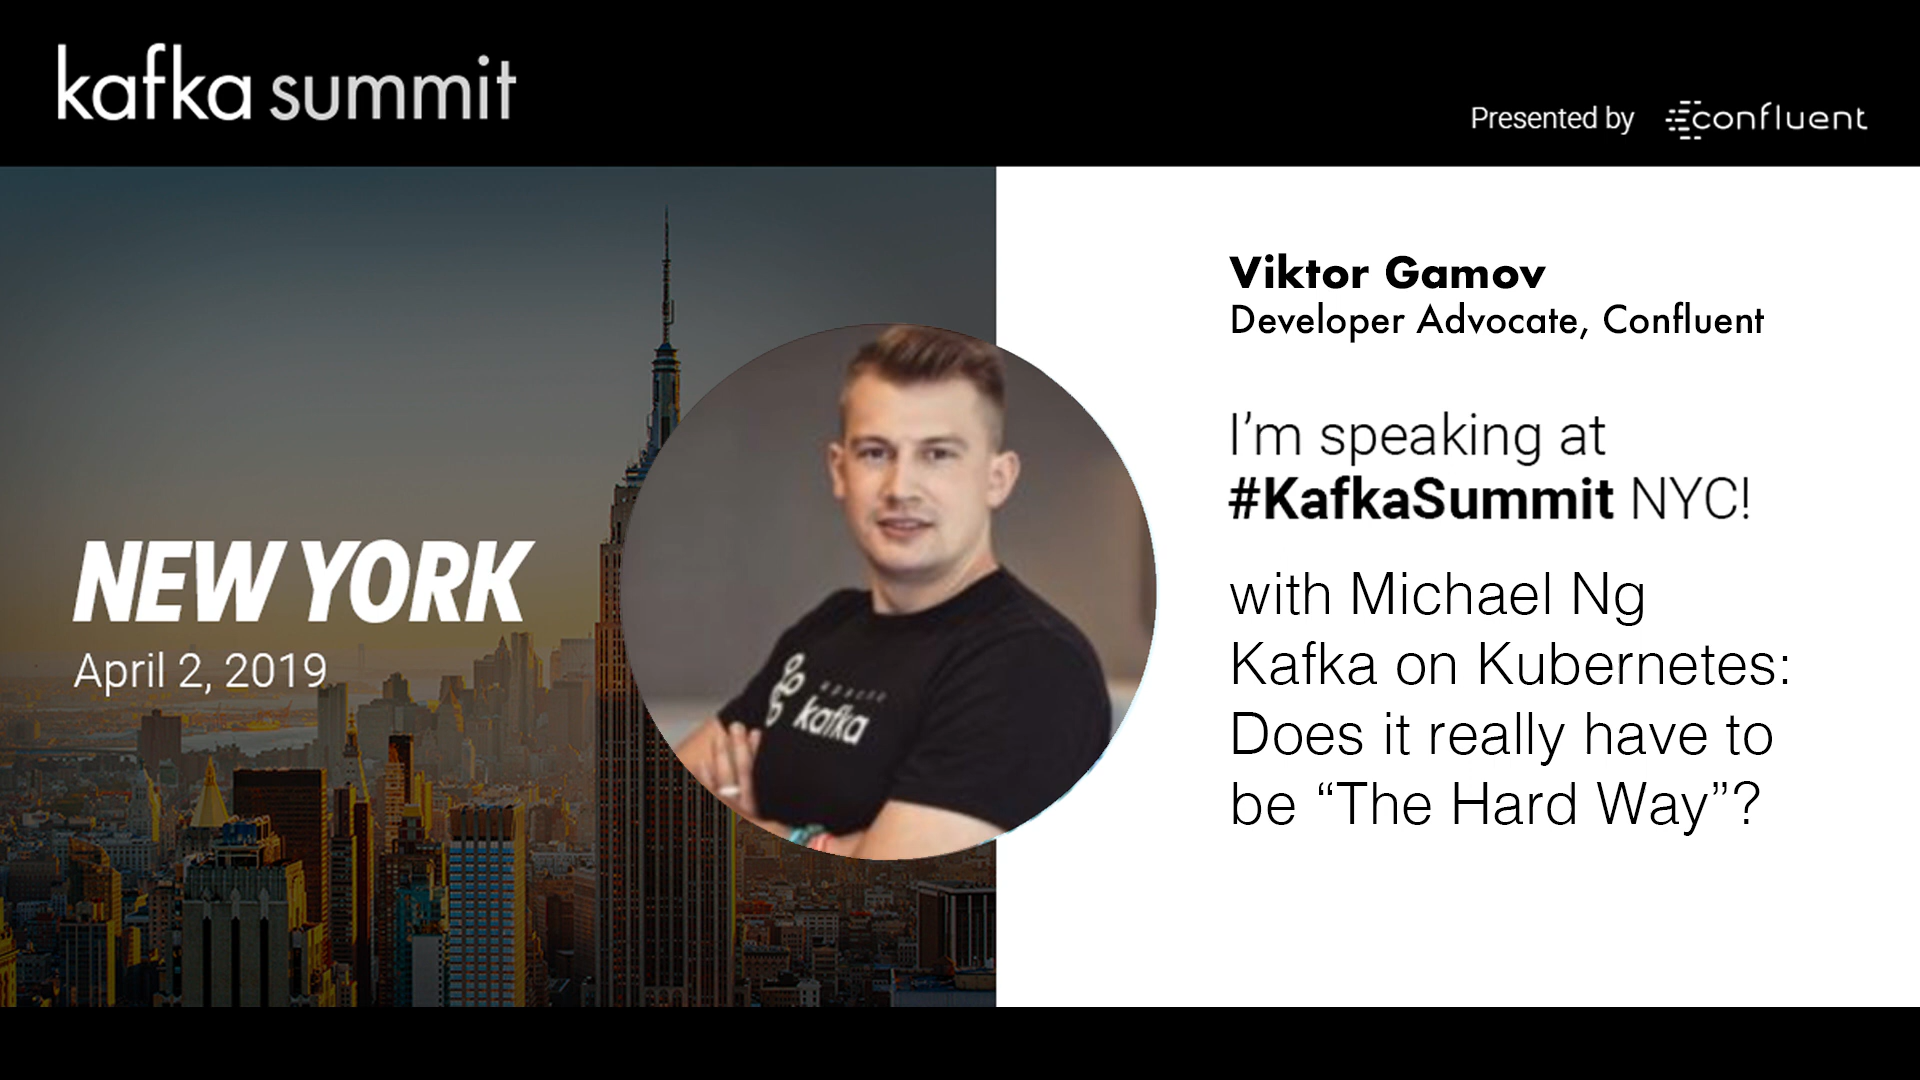 kafka summit
Presented by confluent
Viktor Gamov
Developer Advocate, Confluent
I'm speaking at
#KafkaSummit NYC!
with Michael Ng
Kafka on Kubernetes:
Does it really have to
be “The Hard Way”?
NEW YORK
April 2, 2019
apache
kafka